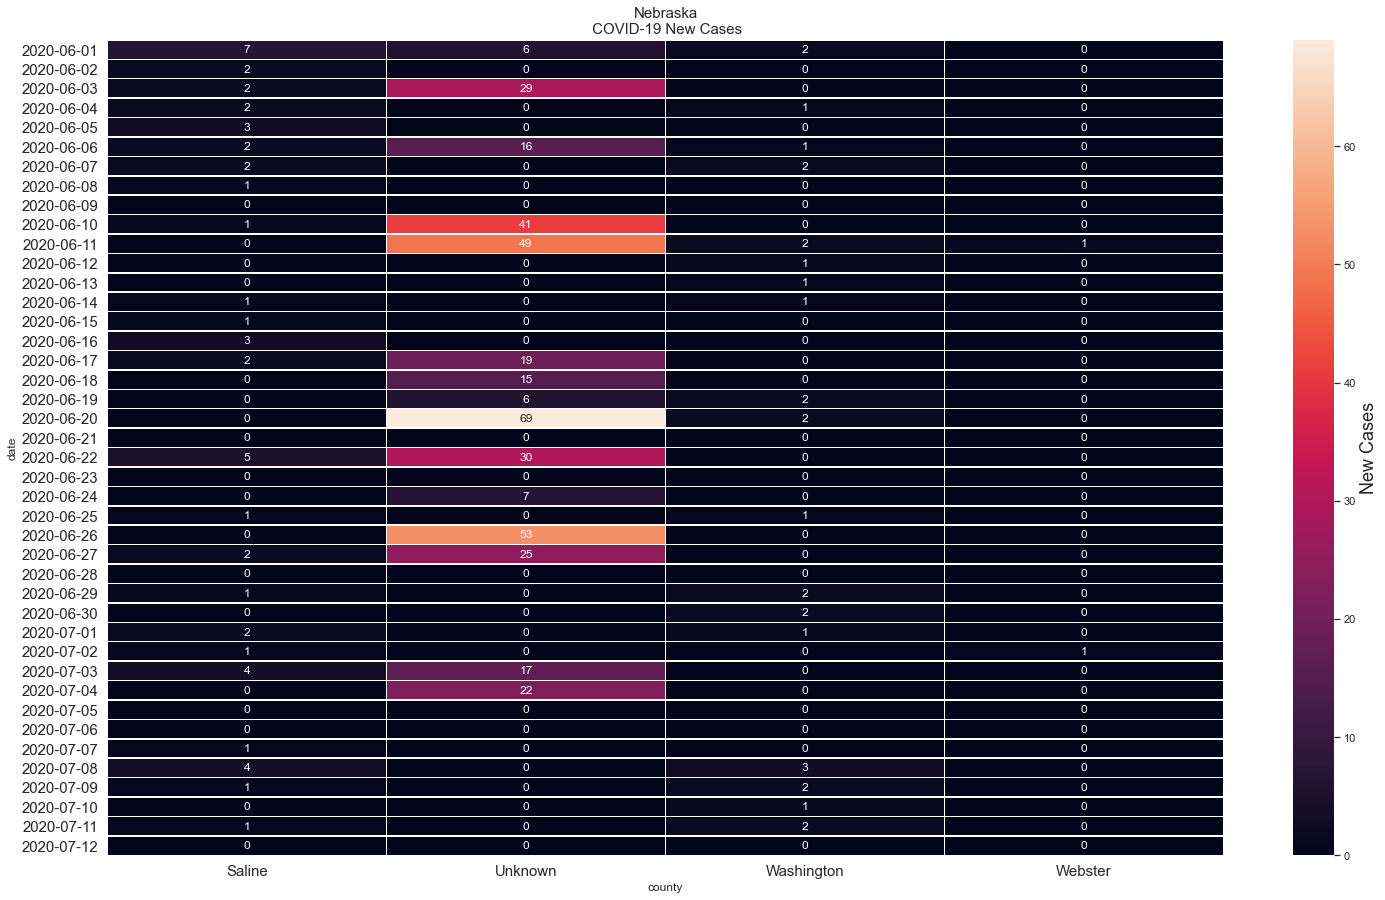 Nebraska
COVID-19 New Cases
2020-06-01 7 6 2 0
2020-06-02 2 0 0 0
2020-06-03 2 29 0 0
2020-06-04 2 0 1 0
2020-06-05 3 0 0 0
2020-06-06 2 16 1 0
2020-06-07 2 0 2 0
2020-06-08 1 0 0 0
2020-06-09 0 0 0 0
2020-06-10 1 41 0 0
2020-06-11 0 49 2 1
2020-06-12 0 0 1 0
2020-06-13 0 0 1 0
2020-06-14 1 0 1 0
2020-06-15 1 0 0 0
2020-06-16 3 0 0 0
2020-06-17 2 19 0 0
2020-06-18 0 15 0 0
2020-06-19 0 6 2 0
2020-06-20 0 69 2 0
2020-06-21 0 0 0 0
2020-06-22 5 30 0 0
2020-06-23 0 0 0 0
2020-06-24 0 7 0 0
2020-06-25 1 0 1 0
2020-06-26 0 53 0 0
2020-06-27 2 25 0 0
2020-06-28 0 0 0 0
2020-06-29 1 0 2 0
2020-06-30 0 0 2 0
2020-07-01 2 0 1 0
2020-07-02 1 0 0 1
2020-07-03 4 17 0 0
2020-07-04 0 22 0 0
2020-07-05 0 0 0 0
2020-07-06 0 0 0 0
2020-07-07 1 0 0 0
2020-07-08 4 0 3 0
2020-07-09 1 0 2 0
2020-07-10 0 0 1 0
2020-07-11 1 0 2 0
2020-07-12 0 0 0 0
date
Saline Unknown Washington Webster
county
60
50
40
30
20
10
0
New Cases